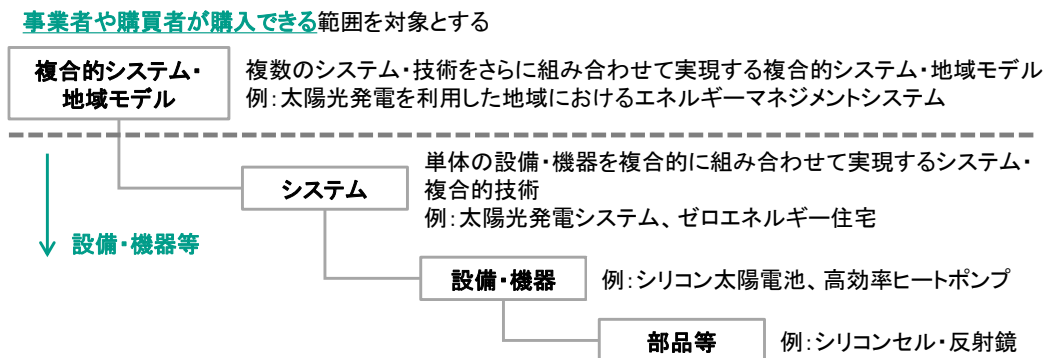 事業者や購買者が購入できる範囲を対象とする
複合的システム・
地域モデル
複数のシステム・技術をさらに組み合わせて実現する複合的システム・地域モデル
例：太陽光発電を利用した地域におけるエネルギーマネジメントシステム
単体の設備・機器を複合的に組み合わせて実現するシステム・
複合的技術
例：太陽光発電システム、ゼロエネルギー住宅
システム
設備・機器等
設備・機器
例：シリコン太陽電池、高効率ヒートポンプ
部品等
例：シリコンセル・反射鏡